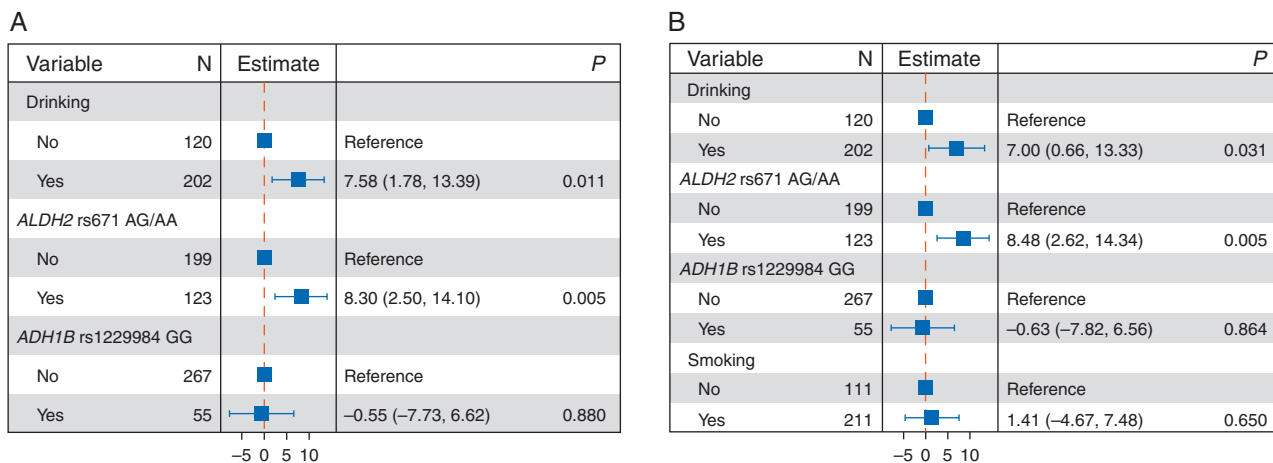 A
Variable N Estimate P
Drinking
No 120 Reference
Yes 202 7.58 (1.78, 13.39) 0.011
ALDH2 rs671 AG/AA
No 199 Reference
Yes 123 8.30 (2.50, 14.10) 0.005
ADH1B rs1229984 GG
No 267 Reference
Yes 55 –0.55 (–7.73, 6.62) 0.880
–5 0 5 10
B
Variable N Estimate P
Drinking
No 120 Reference
Yes 202 7.00 (0.66, 13.33) 0.031
ALDH2 rs671 AG/AA
No 199 Reference
Yes 123 8.48 (2.62, 14.34) 0.005
ADH1B rs1229984 GG
No 267 Reference
Yes 55 –0.63 (–7.82, 6.56) 0.864
Smoking
No 111 Reference
Yes 211 1.41 (–4.67, 7.48) 0.650
–5 0 5 10